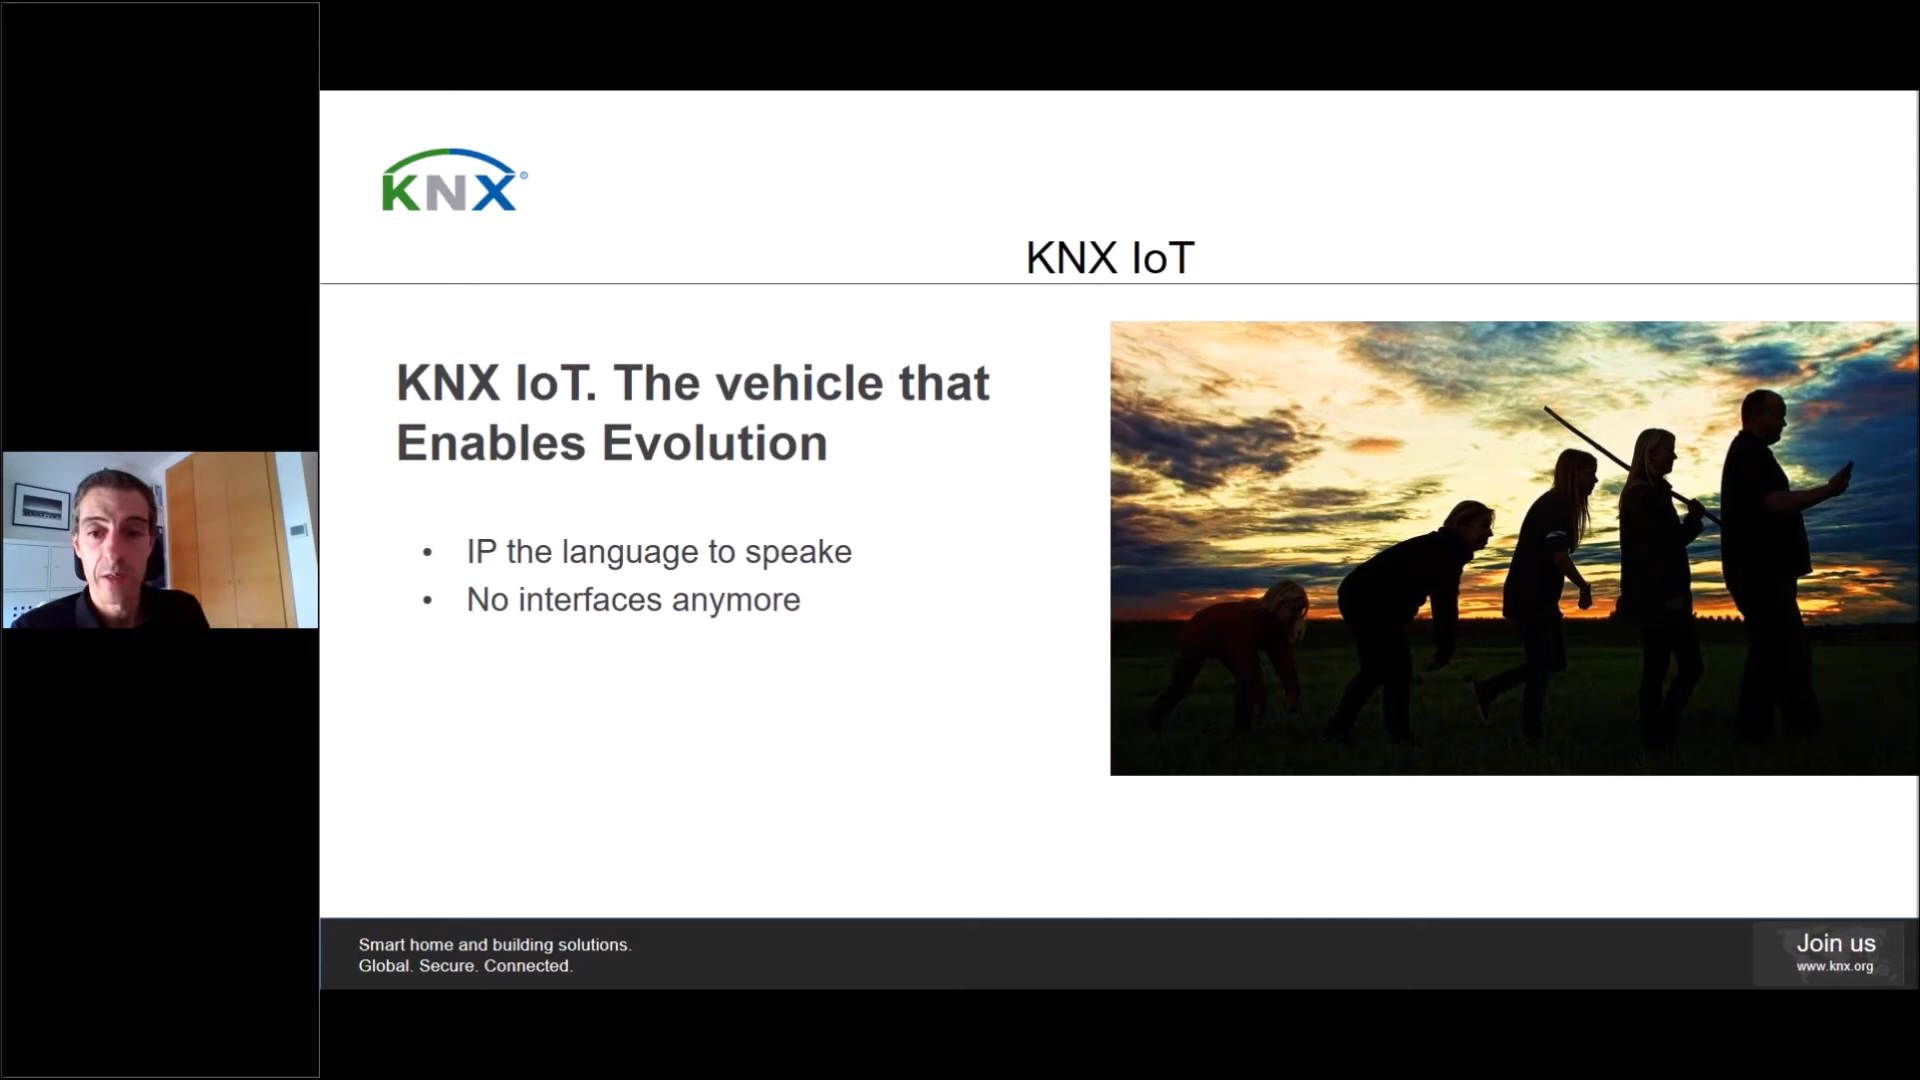 KNX
KNX IoT
KNX IoT. The vehicle that
Enables Evolution
• IP the language to speake
• No interfaces anymore
Smart home and building solutions.
Global. Secure. Connected.
Join us
www.knx.org